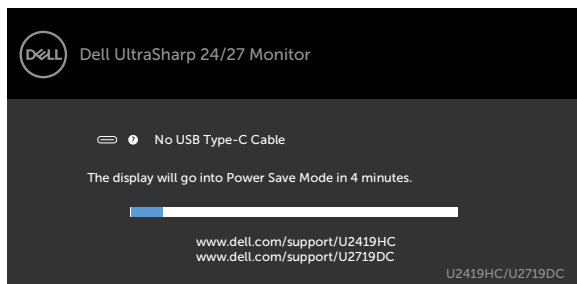 DELL
Dell UltraSharp 24/27 Monitor
? No USB Type-C Cable
The display will go into Power Save Mode in 4 minutes.
www.dell.com/support/U2419HC
www.dell.com/support/U2719DC
U2419HC/U2719DC